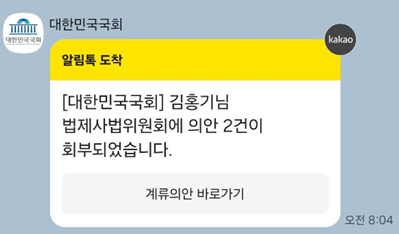 대한민국국회
대한민국국회
알림톡 도착
kakao
[대한민국국회] 김홍기님
법제사법위원회에 의안 2건이
회부되었습니다.
계류의안 바로가기
오전 8:04